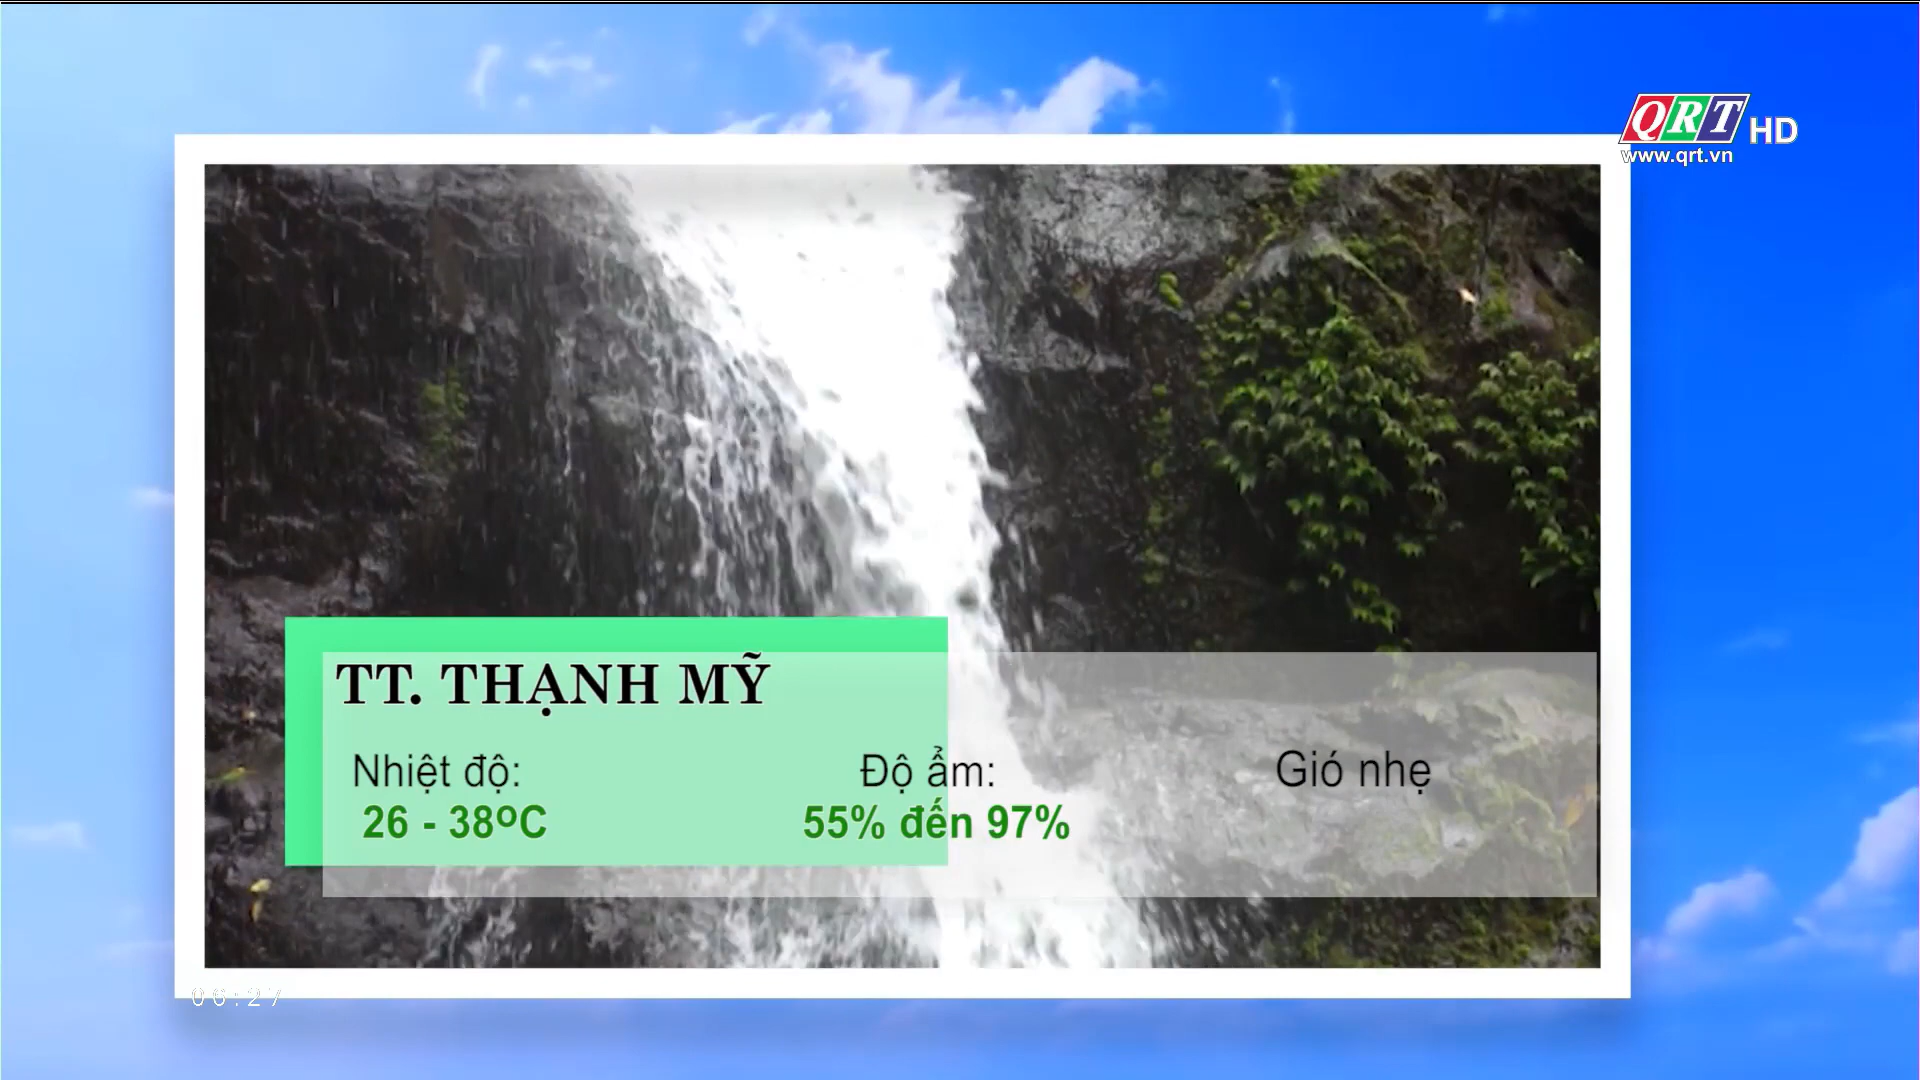 QRT HD
www.qrt.vn
TT. THẠNH MỸ
Nhiệt độ:
26 - 38ºC
Độ ẩm:
55% đến 97%
Gió nhẹ
06:27